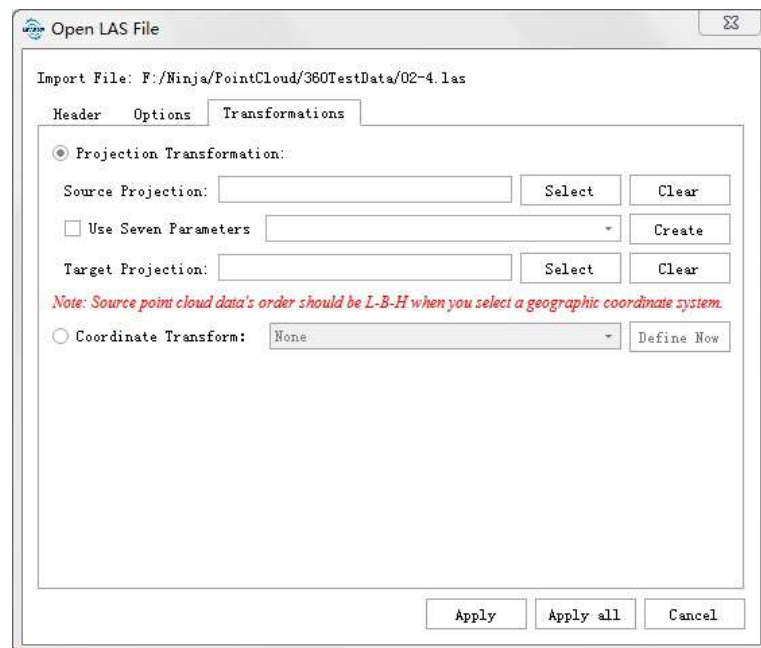 Open LAS File
Import File: F:/Ninja/PointCloud/360TestData/02-4.las
Header Options Transformations
Projection Transformation:
Source Projection: Select Clear
Use Seven Parameters Create
Target Projection: Select Clear
Note: Source point cloud data's order should be L-B-H when you select a geographic coordinate system.
Coordinate Transform: None Define Now
Apply Apply all Cancel